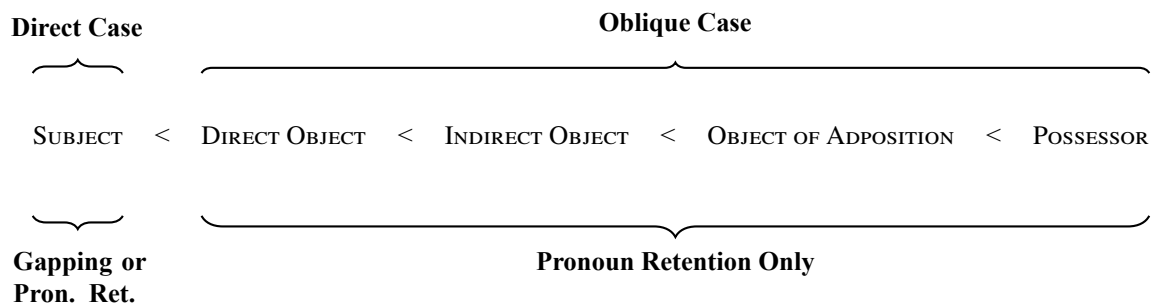 Direct Case Oblique Case
Subject < Direct Object < Indirect Object < Object of Adposition < Possessor
Gapping or Pronoun Retention Only
Pron. Ret.